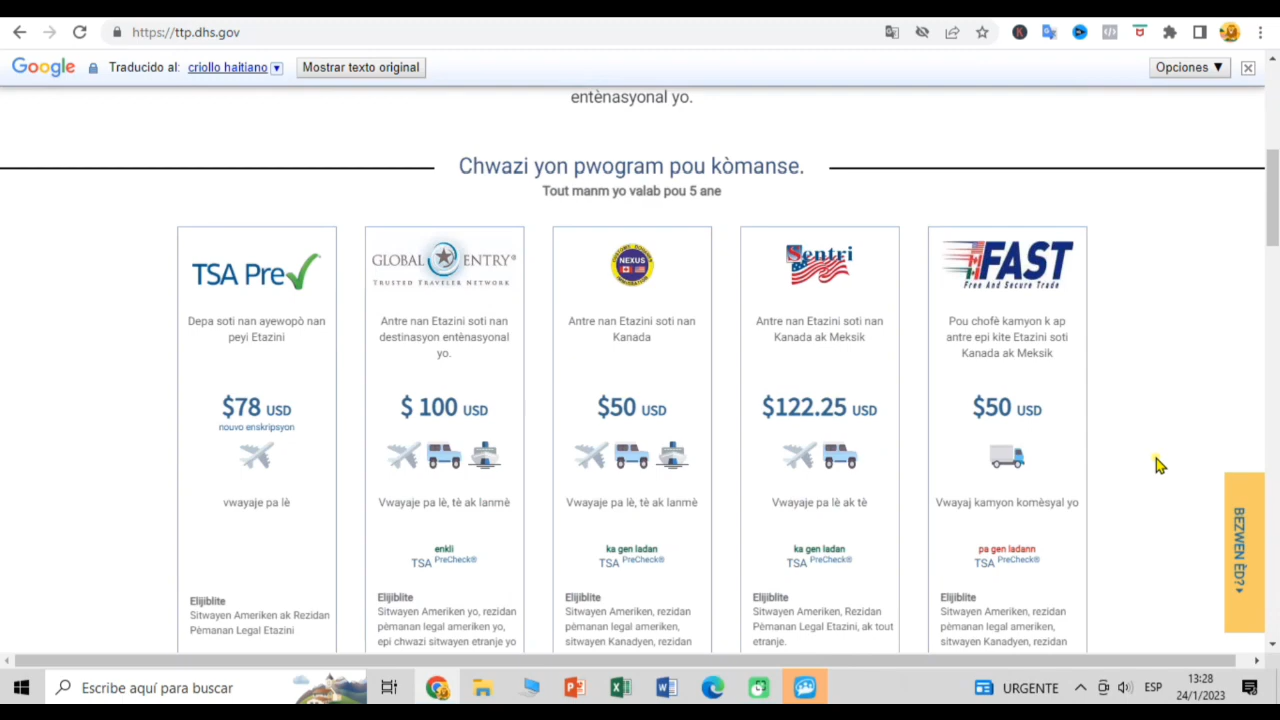 https://ttp.dhs.gov
Google Traducido al: criollo haitiano Mostrar texto original Opciones ▼
entènasyonal yo.
Chwazi yon pwogram pou kòmanse.
Tout manm yo valab pou 5 ane
TSA Pre
Depa soti nan ayewopò nan
peyi Etazini
$78 USD
nouvo enskripsyon
vwayaje pa lè
Elijiblite
Sitwayen Ameriken ak Rezidan
Pèmanan Legal Etazini
GLOBAL ENTRY®
TRUSTED TRAVELER NETWORK
Antre nan Etazini soti nan
destinasyon entènasyonal
yo.
$ 100 USD
Vwayaje pa lè, tè ak lanmè
enkli
TSA PreCheck®
Elijiblite
Sitwayen Ameriken yo, rezidan
pèmanan legal ameriken yo,
epi chwazi sitwayen etranje yo
NEXUS
Antre nan Etazini soti nan
Kanada
$50 USD
Vwayaje pa lè, tè ak lanmè
ka gen ladan
TSA PreCheck®
Elijiblite
Sitwayen Ameriken, rezidan
pèmanan legal ameriken,
sitwayen Kanadyen, rezidan
Sentri
Antre nan Etazini soti nan
Kanada ak Meksik
$122.25 USD
Vwayaje pa lè ak tè
ka gen ladan
TSA PreCheck®
Elijiblite
Sitwayen Ameriken, Rezidan
Pèmanan Legal Etazini, ak tout
etranje.
FAST
Free And Secure Trade
Pou chofè kamyon k ap
antre epi kite Etazini soti
Kanada ak Meksik
$50 USD
Vwayaj kamyon komèsyal yo
pa gen ladann
TSA PreCheck®
Elijiblite
Sitwayen Ameriken, rezidan
pèmanan legal ameriken,
sitwayen Kanadyen, rezidan
BEZWEN ÈD?
Escribe aquí para buscar
URGENTE
ESP
13:28
24/1/2023